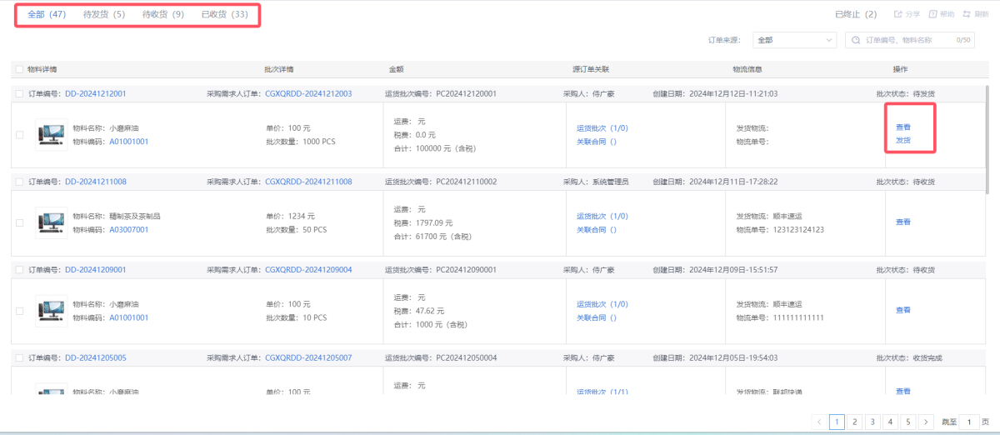 全部（47） 待发货（5） 待收货（9） 已收货（33） 已终止（2） 分享 帮助 刷新
订单来源： 全部 订单编号、物料名称 0/50
物料详情 批次详情 金额 源订单关联 物流信息 操作
订单编号：DD-20241212001 采购需求人订单：CGXQRDD-20241212003 运货批次编号：PC202412120001 采购人：侍广豪 创建日期：2024年12月12日-11:21:03 批次状态：待发货
物料名称：小磨麻油
物料编码：A01001001
单价：100 元
批次数量：1000 PCS
运费： 元
税费：0.0 元
合计：100000 元（含税）
运货批次（1/0）
关联合同（）
发货物流：
物流单号：
查看
发货
订单编号：DD-20241211008 采购需求人订单：CGXQRDD-20241211008 运货批次编号：PC202412110002 采购人：系统管理员 创建日期：2024年12月11日-17:28:22 批次状态：待收货
物料名称：精制茶及茶制品
物料编码：A03007001
单价：1234 元
批次数量：50 PCS
运费： 元
税费：1797.09 元
合计：61700 元（含税）
运货批次（1/0）
关联合同（）
发货物流：顺丰速运
物流单号：123123124123
查看
订单编号：DD-20241209001 采购需求人订单：CGXQRDD-20241209004 运货批次编号：PC202412090001 采购人：侍广豪 创建日期：2024年12月09日-15:51:57 批次状态：待收货
物料名称：小磨麻油
物料编码：A01001001
单价：100 元
批次数量：10 PCS
运费： 元
税费：47.62 元
合计：1000 元（含税）
运货批次（1/0）
关联合同（）
发货物流：顺丰速运
物流单号：111111111111
查看
订单编号：DD-20241205005 采购需求人订单：CGXQRDD-20241205007 运货批次编号：PC202412050004 采购人：侍广豪 创建日期：2024年12月05日-19:54:03 批次状态：收货完成
物料名称：小磨麻油
单价：100 元
运费： 元
运货批次（1/1）
发货物流：联邦快递
查看
1 2 3 4 5 跳至 1 页